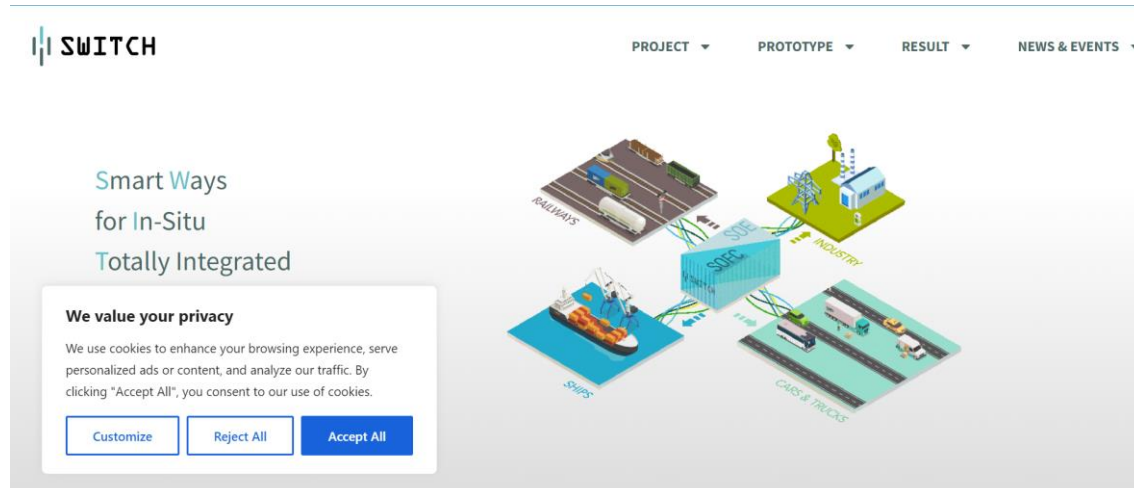 SWITCH
PROJECT
PROTOTYPE
RESULT
NEWS & EVENTS
Smart Ways
for In-Situ
Totally Integrated
RAILWAYS
SOE
INDUSTRY
SOFC
SWITCH
SHIPS
CARS & TRUCKS
We value your privacy
We use cookies to enhance your browsing experience, serve
personalized ads or content, and analyze our traffic. By
clicking "Accept All", you consent to our use of cookies.
Customize
Reject All
Accept All